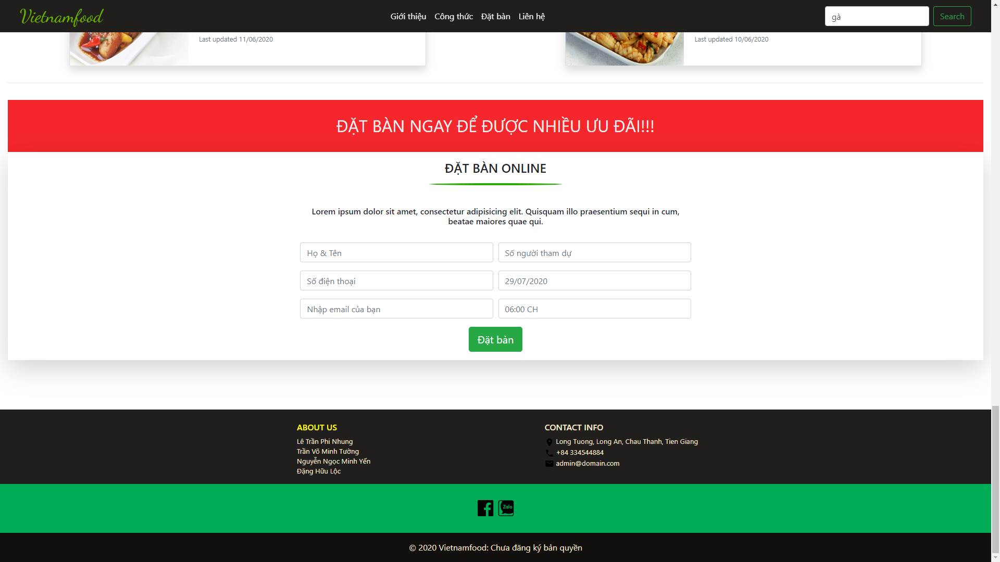 Vietnamfood
Giới thiệu Công thức Đặt bàn Liên hệ
gà Search
Last updated 11/06/2020
Last updated 10/06/2020
ĐẶT BÀN NGAY ĐỂ ĐƯỢC NHIỀU ƯU ĐÃI!!!
ĐẶT BÀN ONLINE
Lorem ipsum dolor sit amet, consectetur adipisicing elit. Quisquam illo praesentium sequi in cum,
beatae maiores quae qui.
Họ & Tên
Số người tham dự
Số điện thoại
29/07/2020
Nhập email của bạn
06:00 CH
Đặt bàn
ABOUT US
Lê Trần Phi Nhung
Trần Võ Minh Tường
Nguyễn Ngọc Minh Yến
Đặng Hữu Lộc
CONTACT INFO
Long Tuong, Long An, Chau Thanh, Tien Giang
+84 334544884
admin@domain.com
Zalo
© 2020 Vietnamfood: Chưa đăng ký bản quyền